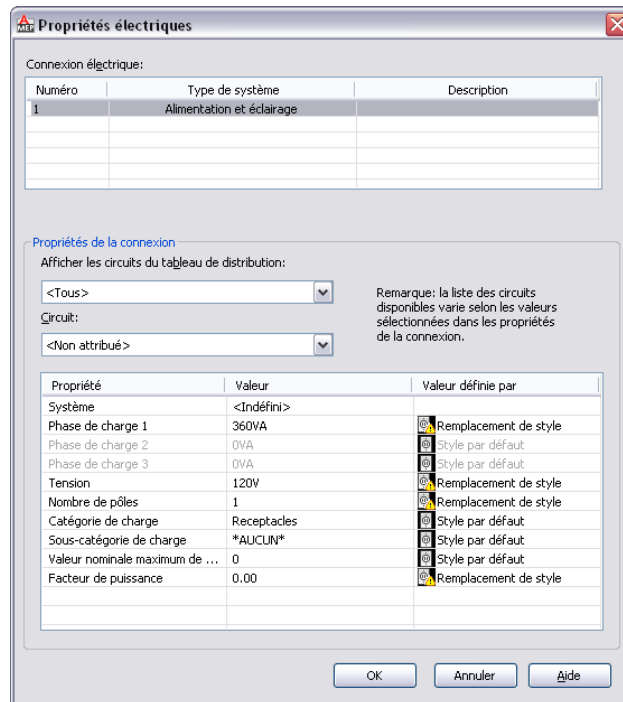 MEP Propriétés électriques
Connexion électrique:
Numéro Type de système Description
1 Alimentation et éclairage
Propriétés de la connexion
Afficher les circuits du tableau de distribution:
<Tous>
Remarque: la liste des circuits
disponibles varie selon les valeurs
sélectionnées dans les propriétés
de la connexion.
Circuit:
<Non attribué>
Propriété Valeur Valeur définie par
Système <Indéfini>
Phase de charge 1 360VA Remplacement de style
Phase de charge 2 0VA Style par défaut
Phase de charge 3 0VA Style par défaut
Tension 120V Remplacement de style
Nombre de pôles 1 Remplacement de style
Catégorie de charge Receptacles Style par défaut
Sous-catégorie de charge *AUCUN* Style par défaut
Valeur nominale maximum de ... 0 Style par défaut
Facteur de puissance 0.00 Remplacement de style
OK Annuler Aide